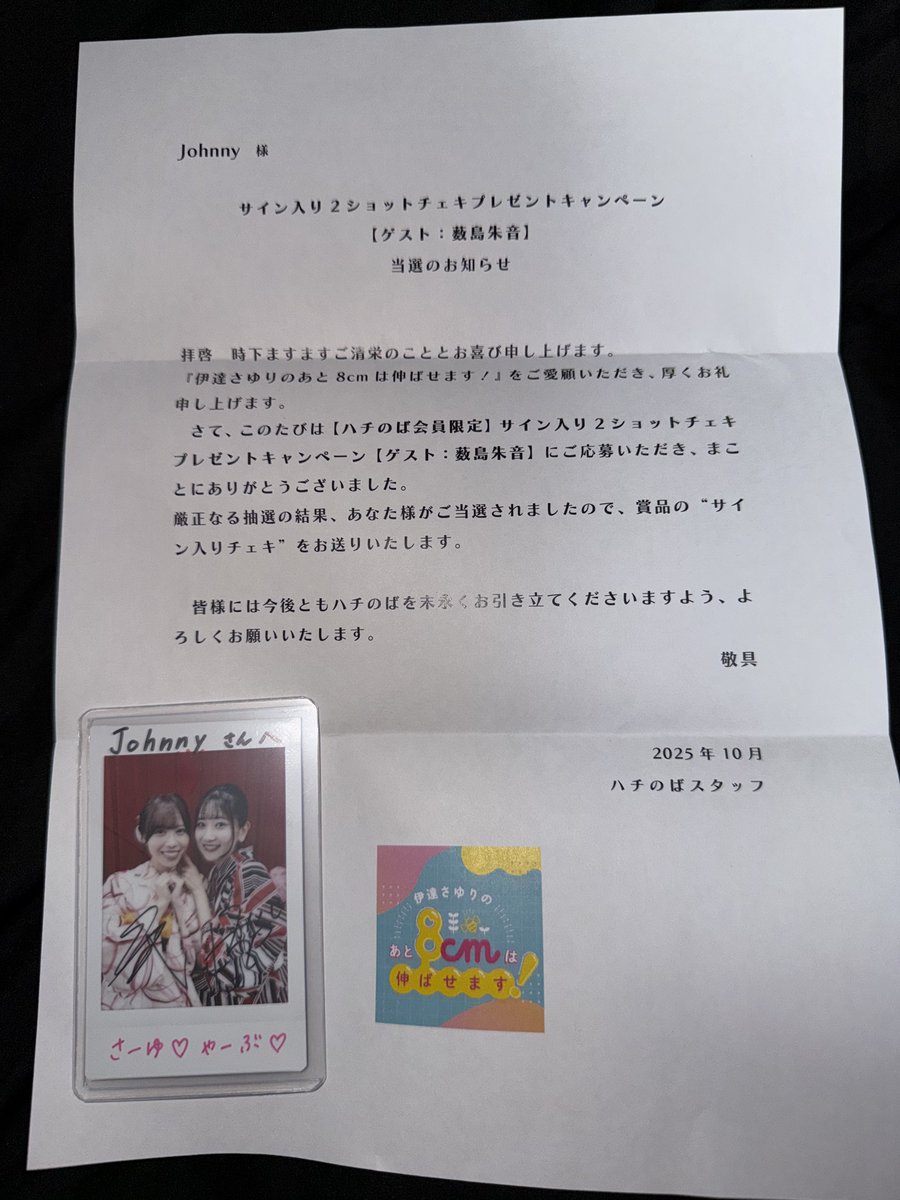 Johnny 様
サイン入り2ショットチェキプレゼントキャンペーン
【ゲスト：薮島朱音】
当選のお知らせ
拝啓　時下ますますご清栄のこととお喜び申し上げます。
『伊達さゆりのあと8cmは伸ばせます！』をご愛顧いただき、厚くお礼
申し上げます。
　さて、このたびは【ハチのば会員限定】サイン入り2ショットチェキ
プレゼントキャンペーン【ゲスト：薮島朱音】にご応募いただき、まこ
とにありがとうございました。
厳正なる抽選の結果、あなた様がご当選されましたので、賞品の“サイ
ン入りチェキ”をお送りいたします。
　皆様には今後ともハチのばを末永くお引き立てくださいますよう、よ
ろしくお願いいたします。
敬具
2025年10月
ハチのばスタッフ
Johnny さんへ
さーゆ♡ やーぶ♡
伊達さゆりの
あと8cmは
伸ばせます！